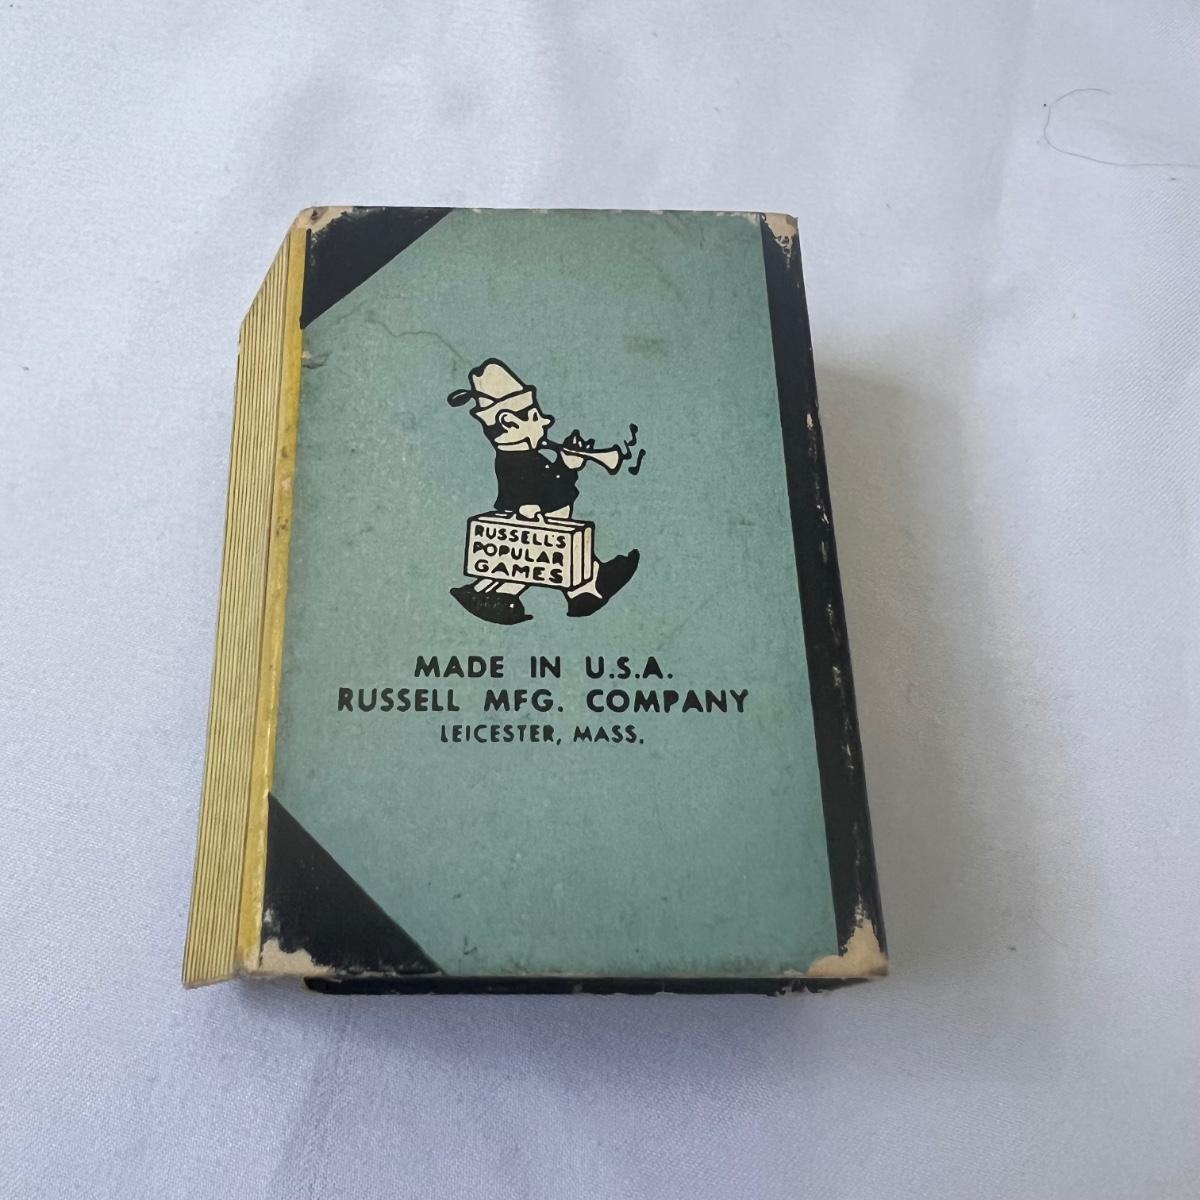 RUSSELL'S
POPULAR
GAMES
MADE IN U.S.A.
RUSSELL MFG. COMPANY
LEICESTER, MASS.